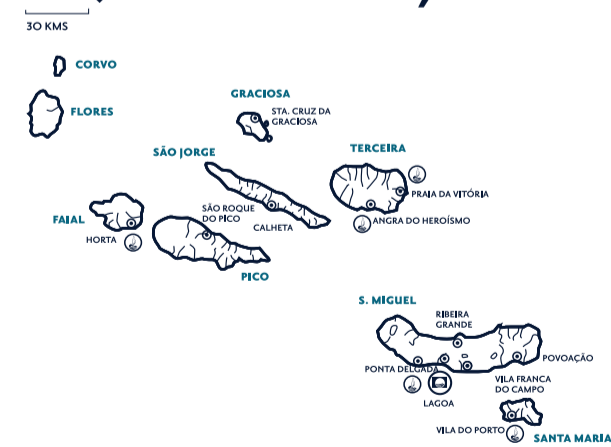 30 KMS
CORVO
FLORES
GRACIOSA
STA. CRUZ DA
GRACIOSA
SÃO JORGE
TERCEIRA
PRAIA DA VITÓRIA
SÃO ROQUE
DO PICO
CALHETA
ANGRA DO HEROÍSMO
FAIAL
HORTA
PICO
S. MIGUEL
RIBEIRA
GRANDE
POVOAÇÃO
PONTA DELGADA
VILA FRANCA
DO CAMPO
LAGOA
VILA DO PORTO
SANTA MARIA